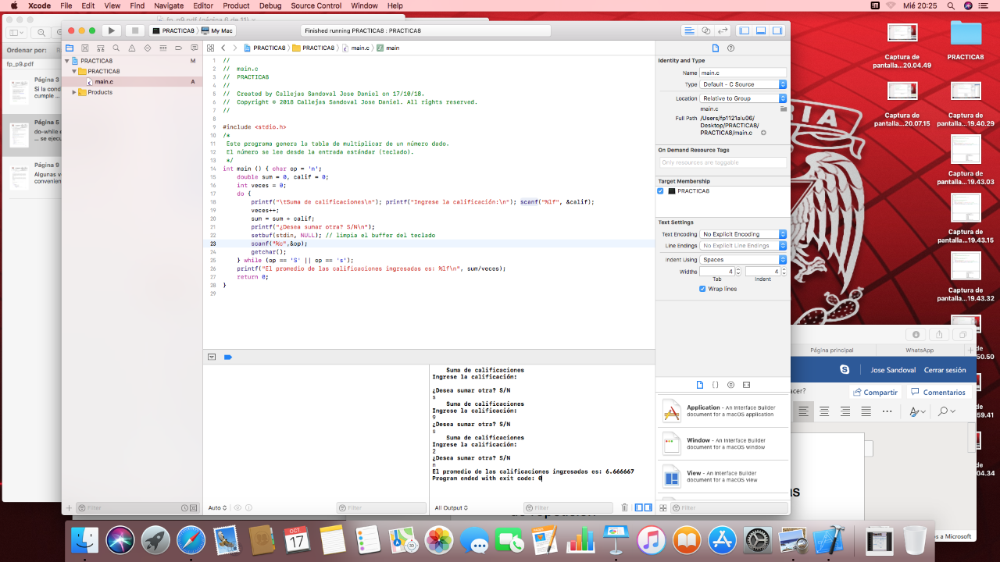 Xcode File Edit View Find Navigate Editor Product Debug Source Control Window Help
Mié 20:25
fp_p9.pdf (página 6 de 11)
Ordenar por:
fp_p9.pdf
Página 3
Si la cond
cumple ...
Página 5
do-while e
... se ejecu
Página 9
Algunas v
convenien
PRACTICA8 My Mac
Finished running PRACTICA8 : PRACTICA8
PRACTICA8 M
PRACTICA8
main.c A
Products
PRACTICA8 PRACTICA8 main.c main
1 //
2 // main.c
3 // PRACTICA8
4 //
5 // Created by Callejas Sandoval Jose Daniel on 17/10/18.
6 // Copyright © 2018 Callejas Sandoval Jose Daniel. All rights reserved.
7 //
8
9 #include <stdio.h>
10 /*
11 Este programa genera la tabla de multiplicar de un número dado.
12 El número se lee desde la entrada estándar (teclado).
13 */
14 int main () { char op = 'n';
15 double sum = 0, calif = 0;
16 int veces = 0;
17 do {
18 printf("\tSuma de calificaciones\n"); printf("Ingrese la calificación:\n"); scanf("%lf", &calif);
19 veces++;
20 sum = sum + calif;
21 printf("¿Desea sumar otra? S/N\n");
22 setbuf(stdin, NULL); // limpia el buffer del teclado
23 scanf("%c",&op);
24 getchar();
25 } while (op == 'S' || op == 's');
26 printf("El promedio de las calificaciones ingresadas es: %lf\n", sum/veces);
27 return 0;
28 }
29
Suma de calificaciones
Ingrese la calificación:
¿Desea sumar otra? S/N
s
Suma de calificaciones
Ingrese la calificación:
9
¿Desea sumar otra? S/N
s
Suma de calificaciones
Ingrese la calificación:
2
¿Desea sumar otra? S/N
n
El promedio de las calificaciones ingresadas es: 6.666667
Program ended with exit code: 0
Filter
Auto
Filter
All Output
Filter
Filter
Identity and Type
Name main.c
Type Default - C Source
Location Relative to Group
main.c
Full Path /Users/fp1121alu06/
Desktop/PRACTICA8/
PRACTICA8/main.c
On Demand Resource Tags
Only resources are taggable
Target Membership
PRACTICA8
Text Settings
Text Encoding No Explicit Encoding
Line Endings No Explicit Line Endings
Indent Using Spaces
Widths 4 4
Tab Indent
Wrap lines
Application - An Interface Builder
document for a macOS application
Window - An Interface Builder
document for a macOS window
View - An Interface Builder
document for a macOS view
Captura de
pantalla...20.04.49
PRACTICA8
Captura de
pantalla...20.07.15
Captura de
pantalla...19.40.29
Captura de
pantalla...19.43.03
Captura de
pantalla...19.43.15
Captura de
pantalla...19.43.32
RIA
Página principal WhatsApp
Jose Sandoval Cerrar sesión
acer? Compartir Comentarios
de
50.50
de
59.41
de
04.34
as
de repetición
os a Microsoft
OCT.
17